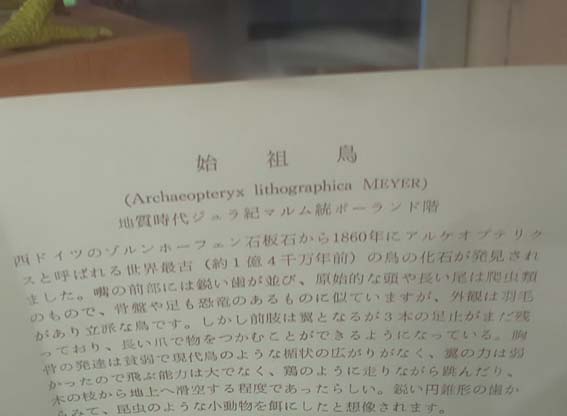 始祖鳥
(Archaeopteryx lithographica MEYER)
地質時代ジュラ紀マルム統ポーランド階
西ドイツのゾルンホーフェン石板石から1860年にアルケオプテリク
スと呼ばれる世界最古（約1億4千万年前）の鳥の化石が発見され
ました。嘴の前部には鋭い歯が並び、原始的な頭や長い尾は爬虫類
のもので、骨盤や足も恐竜のあるものに似ていますが、外観は羽毛
があり立派な鳥です。しかし前肢は翼となるが3本の足止がまだ残
っており、長い爪で物をつかむことができるようになっている。胸
骨の発達は貧弱で現代鳥のような楯状の広がりがなく、翼の力は弱
かったので飛ぶ能力は大でなく、鶏のように走りながら跳んだり、
木の枝から地上へ滑空する程度であったらしい。鋭い円錐形の歯か
らみて、昆虫のような小動物を餌にしたと想像されます。